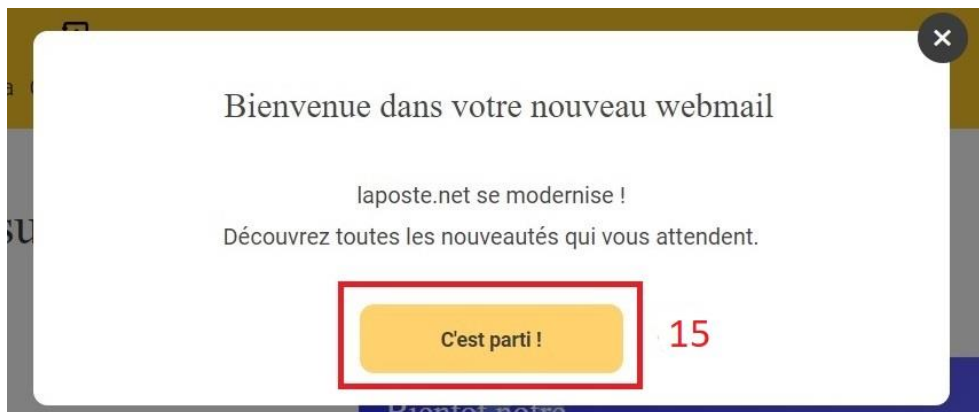 Bienvenue dans votre nouveau webmail
laposte.net se modernise !
Découvrez toutes les nouveautés qui vous attendent.
C'est parti !
15